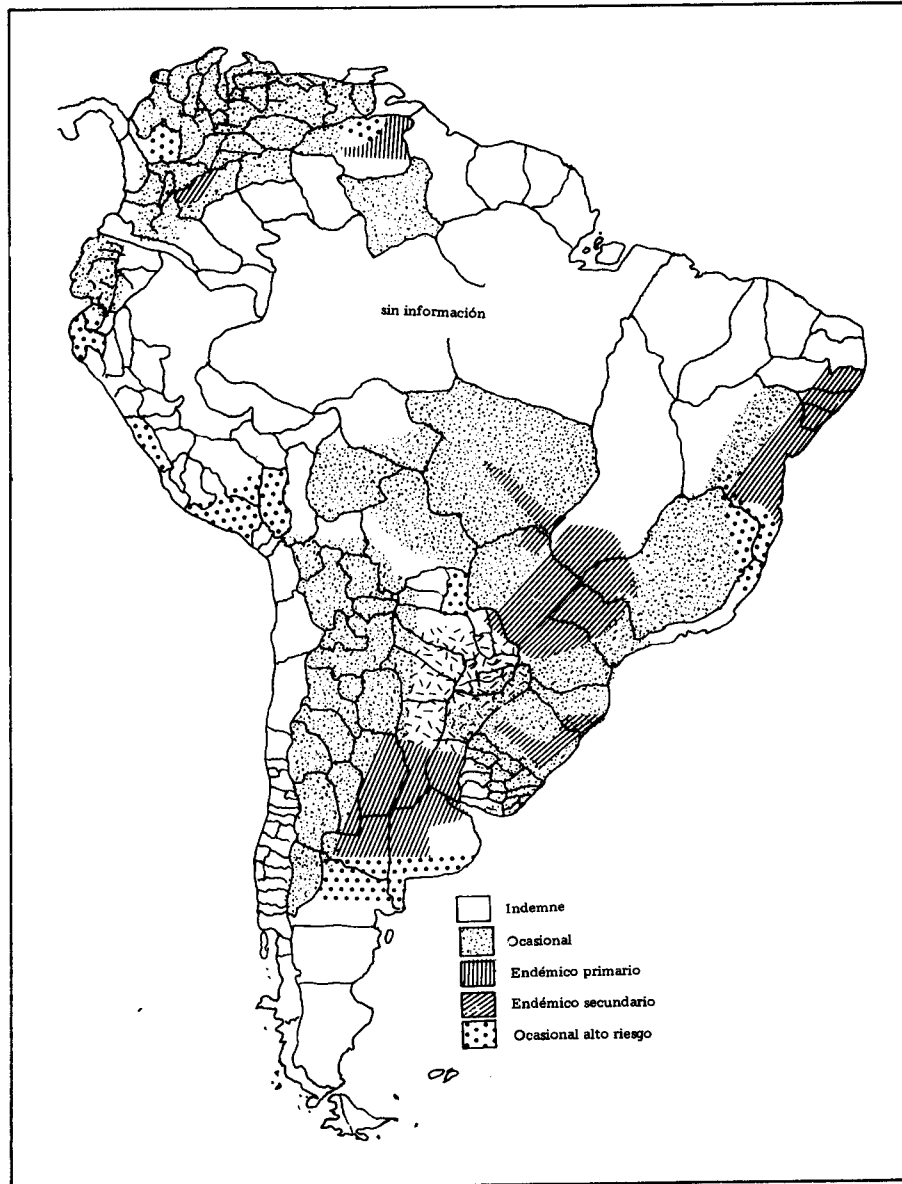 sin información
Indemne
Ocasional
Endémico primario
Endémico secundario
Ocasional alto riesgo